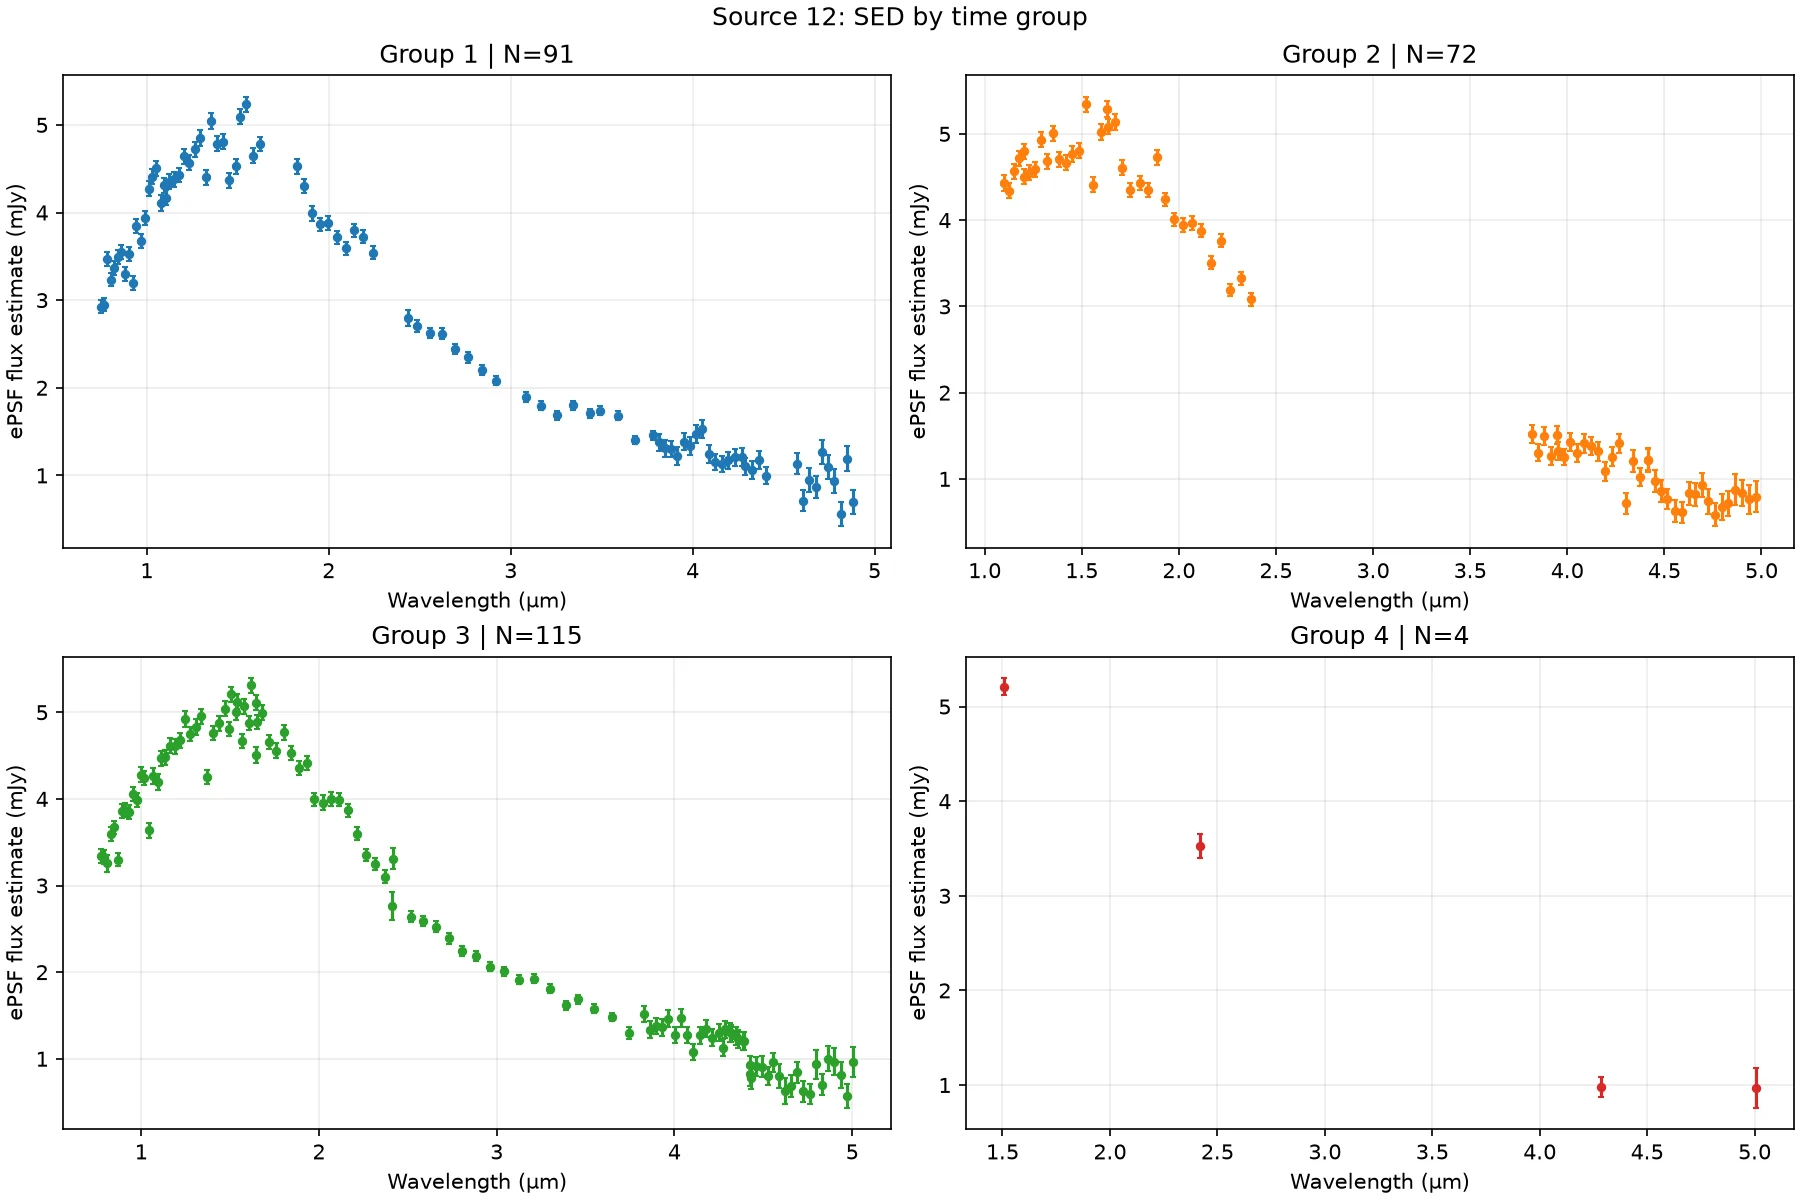 Source 12: SED by time group
Group 1 | N=91
5
4
3
2
1
ePSF flux estimate (mJy)
1 2 3 4 5
Wavelength (μm)
Group 2 | N=72
5
4
3
2
1
ePSF flux estimate (mJy)
1.0 1.5 2.0 2.5 3.0 3.5 4.0 4.5 5.0
Wavelength (μm)
Group 3 | N=115
5
4
3
2
1
ePSF flux estimate (mJy)
1 2 3 4 5
Wavelength (μm)
Group 4 | N=4
5
4
3
2
1
ePSF flux estimate (mJy)
1.5 2.0 2.5 3.0 3.5 4.0 4.5 5.0
Wavelength (μm)